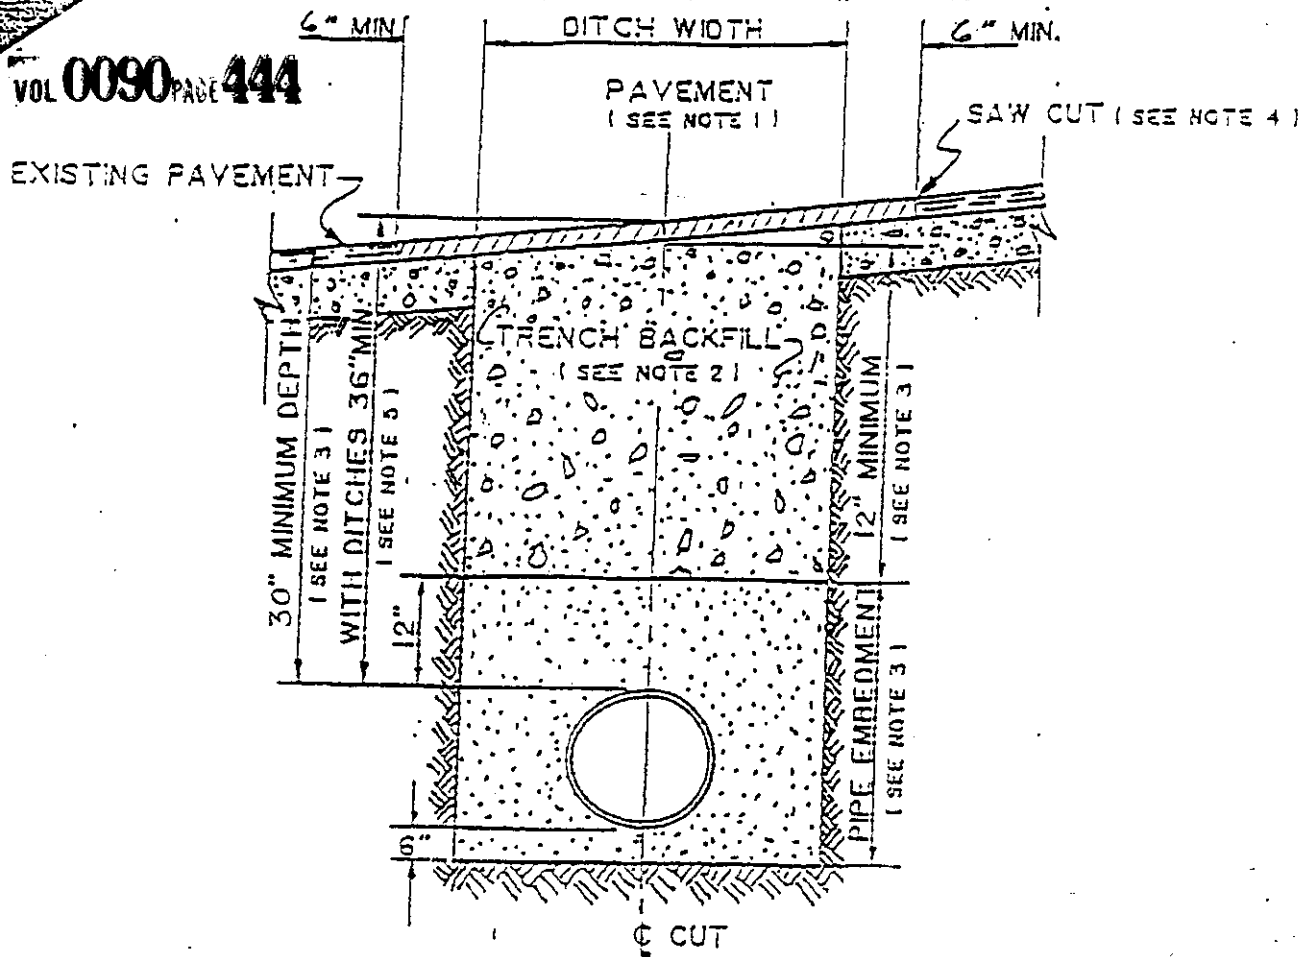 6" MIN
DITCH WIDTH
6" MIN.
VOL 0090 PAGE 444
PAVEMENT
( SEE NOTE 1 )
SAW CUT ( SEE NOTE 4 )
EXISTING PAVEMENT
TRENCH BACKFILL
( SEE NOTE 2 )
30" MINIMUM DEPTH
( SEE NOTE 3 )
WITH DITCHES 36" MIN.
( SEE NOTE 5 )
12"
12" MINIMUM
( SEE NOTE 3 )
PIPE EMBEDMENT
( SEE NOTE 3 )
6"
℄ CUT